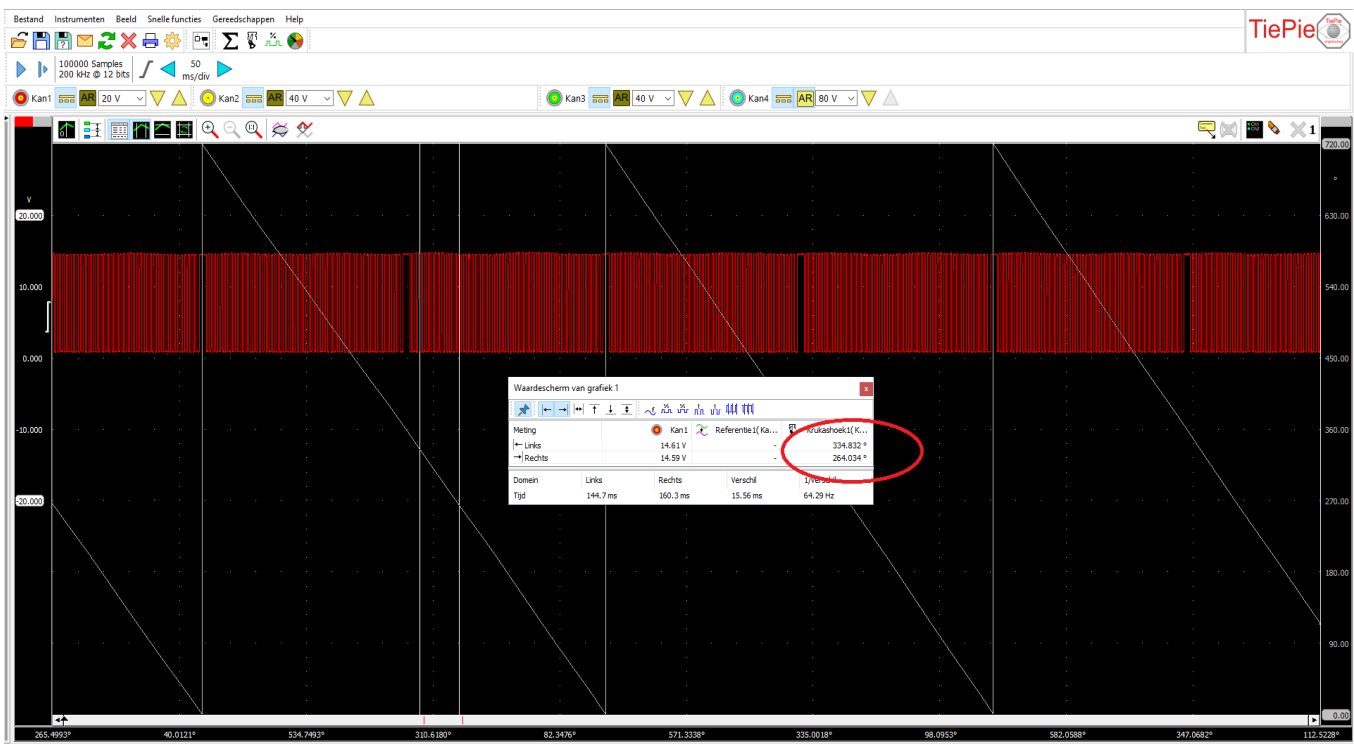 Bestand Instrumenten Beeld Snelle functies Gereedschappen Help
TiePie
100000 Samples
200 kHz @ 12 bits
50
ms/div
Kan1 AR 20 V Kan2 AR 40 V Kan3 AR 40 V Kan4 AR 80 V
1
720.00
V
°
20.000
630.00
10.000
540.00
0.000
450.00
Waardescherm van grafiek 1
Meting Kan1 Referentie1( Ka... Krukashoek1( K...
-10.000
360.00
Links 14.61 V - 334.832 °
Rechts 14.59 V - 264.034 °
Domein Links Rechts Verschil 1/Verschil
Tijd 144.7 ms 160.3 ms 15.56 ms 64.29 Hz
-20.000
270.00
180.00
90.00
0.00
265.4993° 40.0121° 534.7493° 310.6180° 82.3476° 571.3338° 335.0018° 98.0953° 582.0588° 347.0682° 112.5228°